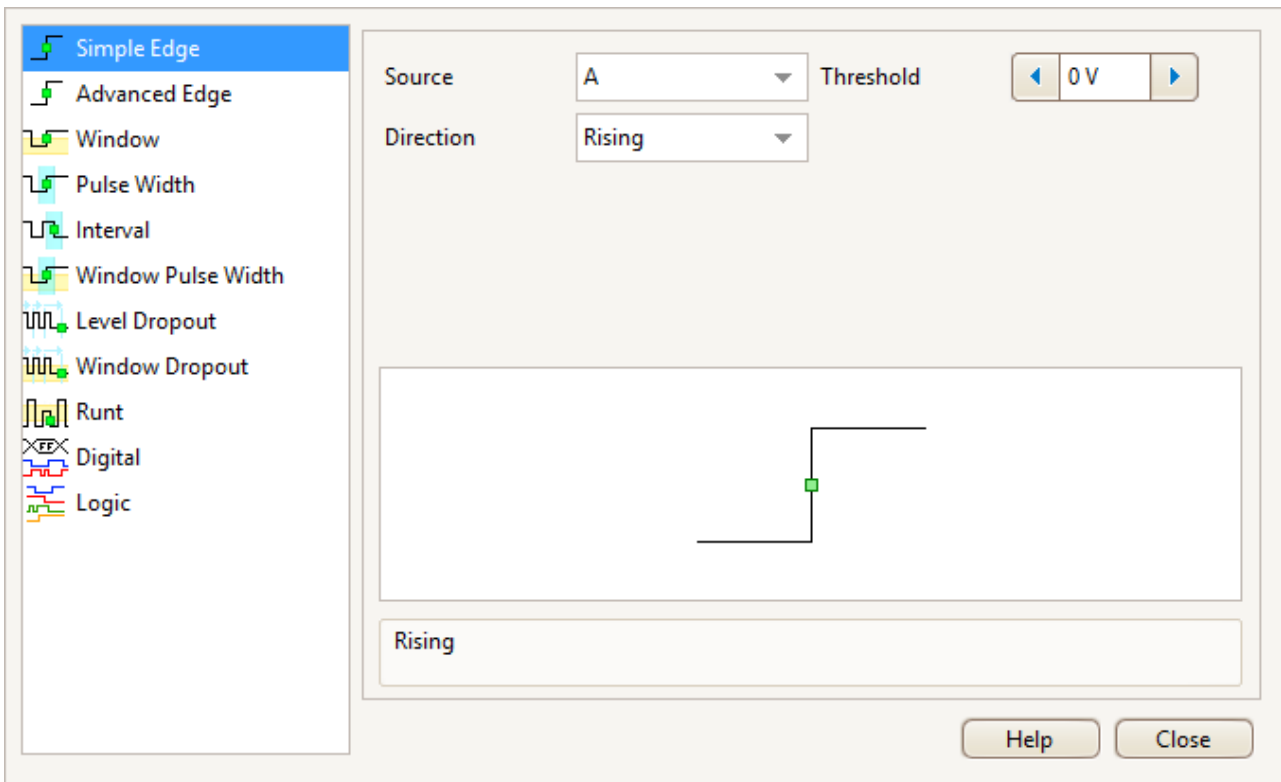 Simple Edge
Advanced Edge
Window
Pulse Width
Interval
Window Pulse Width
Level Dropout
Window Dropout
Runt
FF
Digital
Logic
Source A Threshold 0 V
Direction Rising
Rising
Help Close